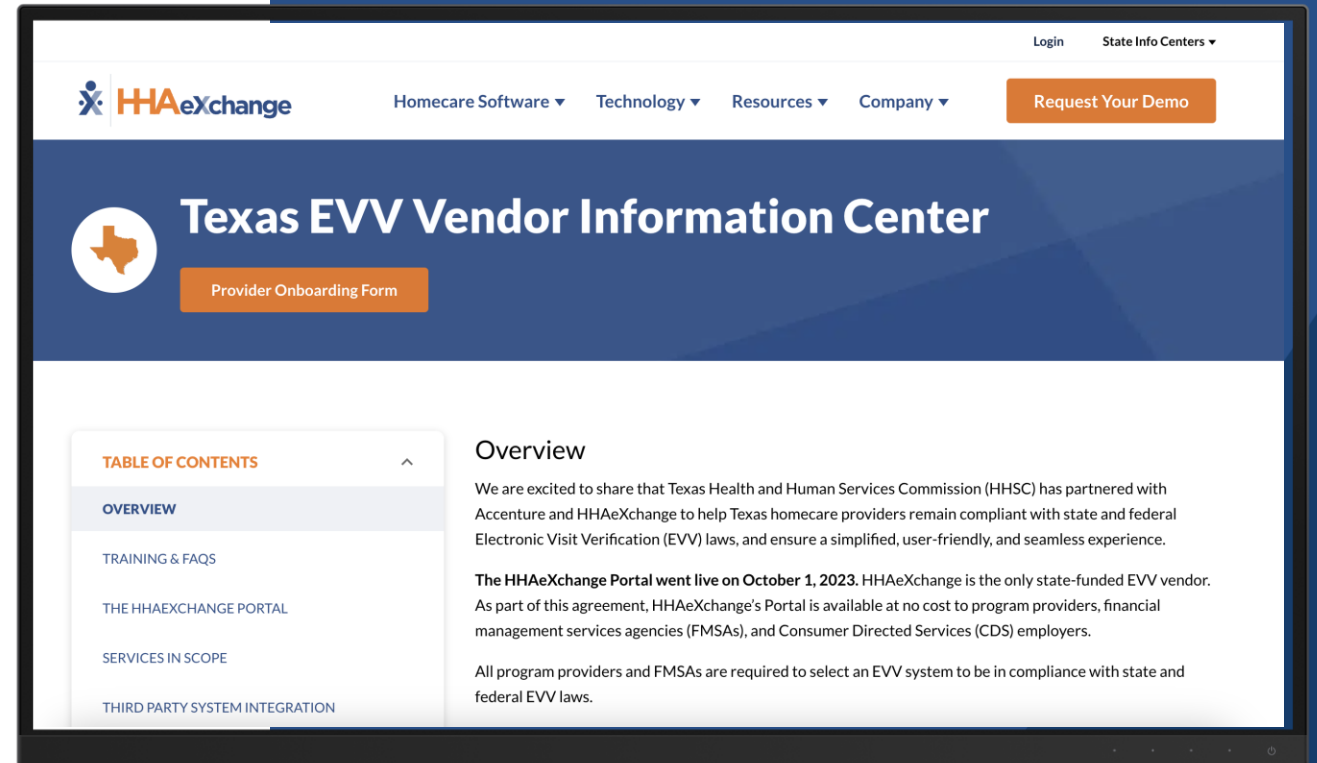 Login State Info Centers
HHAeXchange Homecare Software Technology Resources Company Request Your Demo
Texas EVV Vendor Information Center
Provider Onboarding Form
TABLE OF CONTENTS
OVERVIEW
TRAINING & FAQS
THE HHAEXCHANGE PORTAL
SERVICES IN SCOPE
THIRD PARTY SYSTEM INTEGRATION
Overview
We are excited to share that Texas Health and Human Services Commission (HHSC) has partnered with
Accenture and HHAeXchange to help Texas homecare providers remain compliant with state and federal
Electronic Visit Verification (EVV) laws, and ensure a simplified, user-friendly, and seamless experience.
The HHAeXchange Portal went live on October 1, 2023. HHAeXchange is the only state-funded EVV vendor.
As part of this agreement, HHAeXchange's Portal is available at no cost to program providers, financial
management services agencies (FMSAs), and Consumer Directed Services (CDS) employers.
All program providers and FMSAs are required to select an EVV system to be in compliance with state and
federal EVV laws.